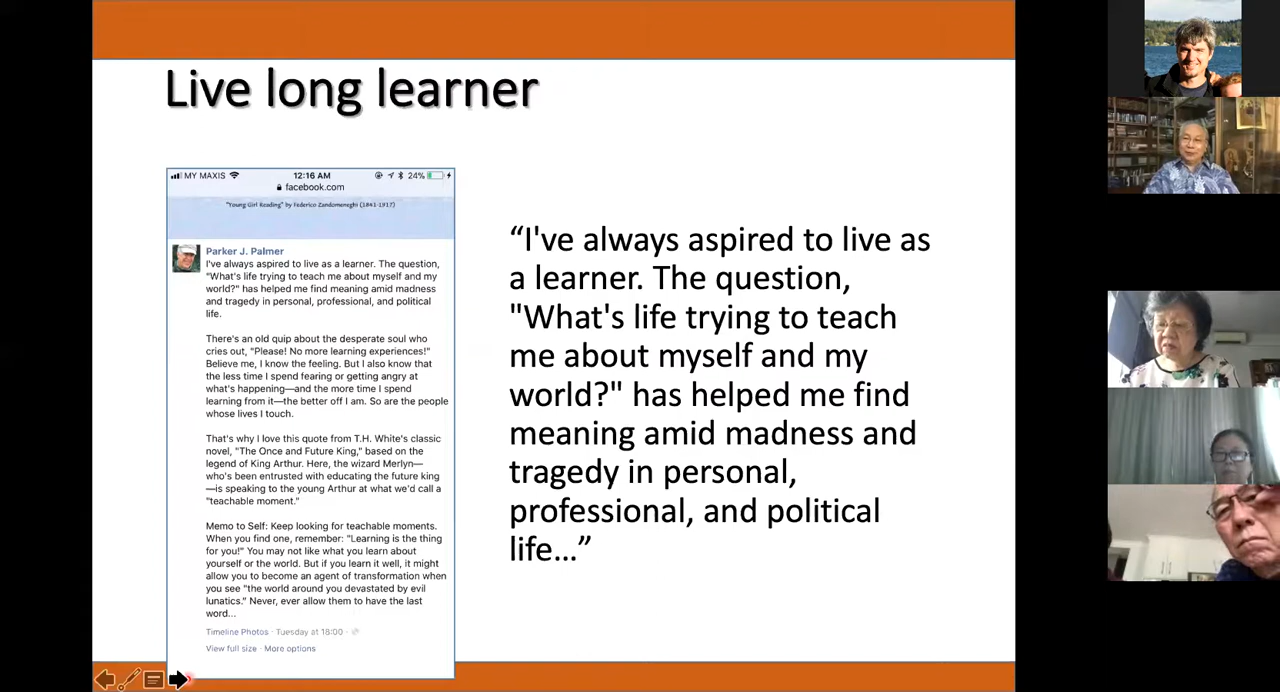 Live long learner
MY MAXIS
12:16 AM
24%
facebook.com
"Young Girl Reading" by Federico Zandomeneghi (1841-1917)
Parker J. Palmer
I've always aspired to live as a learner. The question,
"What's life trying to teach me about myself and my
world?" has helped me find meaning amid madness
and tragedy in personal, professional, and political
life.
There's an old quip about the desperate soul who
cries out, "Please! No more learning experiences!"
Believe me, I know the feeling. But I also know that
the less time I spend fearing or getting angry at
what's happening—and the more time I spend
learning from it—the better off I am. So are the people
whose lives I touch.
That's why I love this quote from T.H. White's classic
novel, "The Once and Future King," based on the
legend of King Arthur. Here, the wizard Merlyn—
who's been entrusted with educating the future king
—is speaking to the young Arthur at what we'd call a
"teachable moment."
Memo to Self: Keep looking for teachable moments.
When you find one, remember: "Learning is the thing
for you!" You may not like what you learn about
yourself or the world. But if you learn it well, it might
allow you to become an agent of transformation when
you see "the world around you devastated by evil
lunatics." Never, ever allow them to have the last
word...
Timeline Photos · Tuesday at 18:00 ·
View full size · More options
“I've always aspired to live as
a learner. The question,
"What's life trying to teach
me about myself and my
world?" has helped me find
meaning amid madness and
tragedy in personal,
professional, and political
life…”